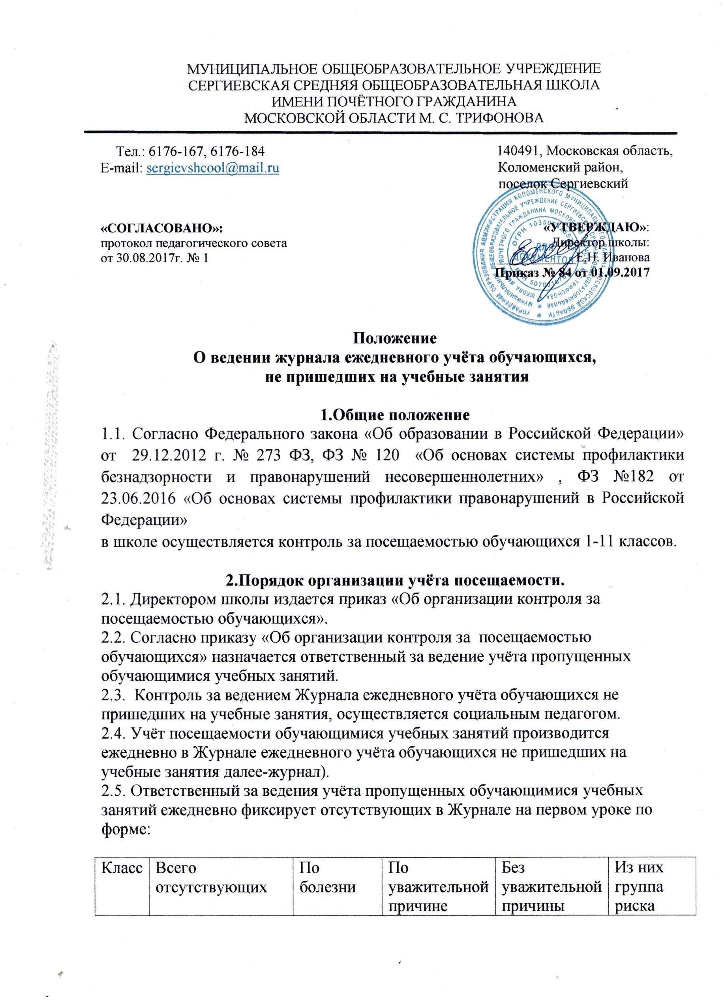 МУНИЦИПАЛЬНОЕ ОБЩЕОБРАЗОВАТЕЛЬНОЕ УЧРЕЖДЕНИЕ
СЕРГИЕВСКАЯ СРЕДНЯЯ ОБЩЕОБРАЗОВАТЕЛЬНАЯ ШКОЛА
ИМЕНИ ПОЧЁТНОГО ГРАЖДАНИНА
МОСКОВСКОЙ ОБЛАСТИ М. С. ТРИФОНОВА
Тел.: 6176-167, 6176-184
E-mail: sergievshcool@mail.ru
140491, Московская область,
Коломенский район,
поселок Сергиевский
«СОГЛАСОВАНО»:
протокол педагогического совета
от 30.08.2017г. № 1
«УТВЕРЖДАЮ»:
Директор школы:
Е.Н. Иванова
Приказ № 84 от 01.09.2017
ДЛЯ
ДОКУМЕНТОВ
Положение
О ведении журнала ежедневного учёта обучающихся,
не пришедших на учебные занятия
1.Общие положение
1.1. Согласно Федерального закона «Об образовании в Российской Федерации»
от 29.12.2012 г. № 273 ФЗ, ФЗ № 120 «Об основах системы профилактики
безнадзорности и правонарушений несовершеннолетних» , ФЗ №182 от
23.06.2016 «Об основах системы профилактики правонарушений в Российской
Федерации»
в школе осуществляется контроль за посещаемостью обучающихся 1-11 классов.
2.Порядок организации учёта посещаемости.
2.1. Директором школы издается приказ «Об организации контроля за
посещаемостью обучающихся».
2.2. Согласно приказу «Об организации контроля за посещаемостью
обучающихся» назначается ответственный за ведение учёта пропущенных
обучающимися учебных занятий.
2.3. Контроль за ведением Журнала ежедневного учёта обучающихся не
пришедших на учебные занятия, осуществляется социальным педагогом.
2.4. Учёт посещаемости обучающимися учебных занятий производится
ежедневно в Журнале ежедневного учёта обучающихся не пришедших на
учебные занятия далее-журнал).
2.5. Ответственный за ведения учёта пропущенных обучающимися учебных
занятий ежедневно фиксирует отсутствующих в Журнале на первом уроке по
форме:
Класс Всего По По Без Из них
отсутствующих болезни уважительной уважительной группа
причине причины риска